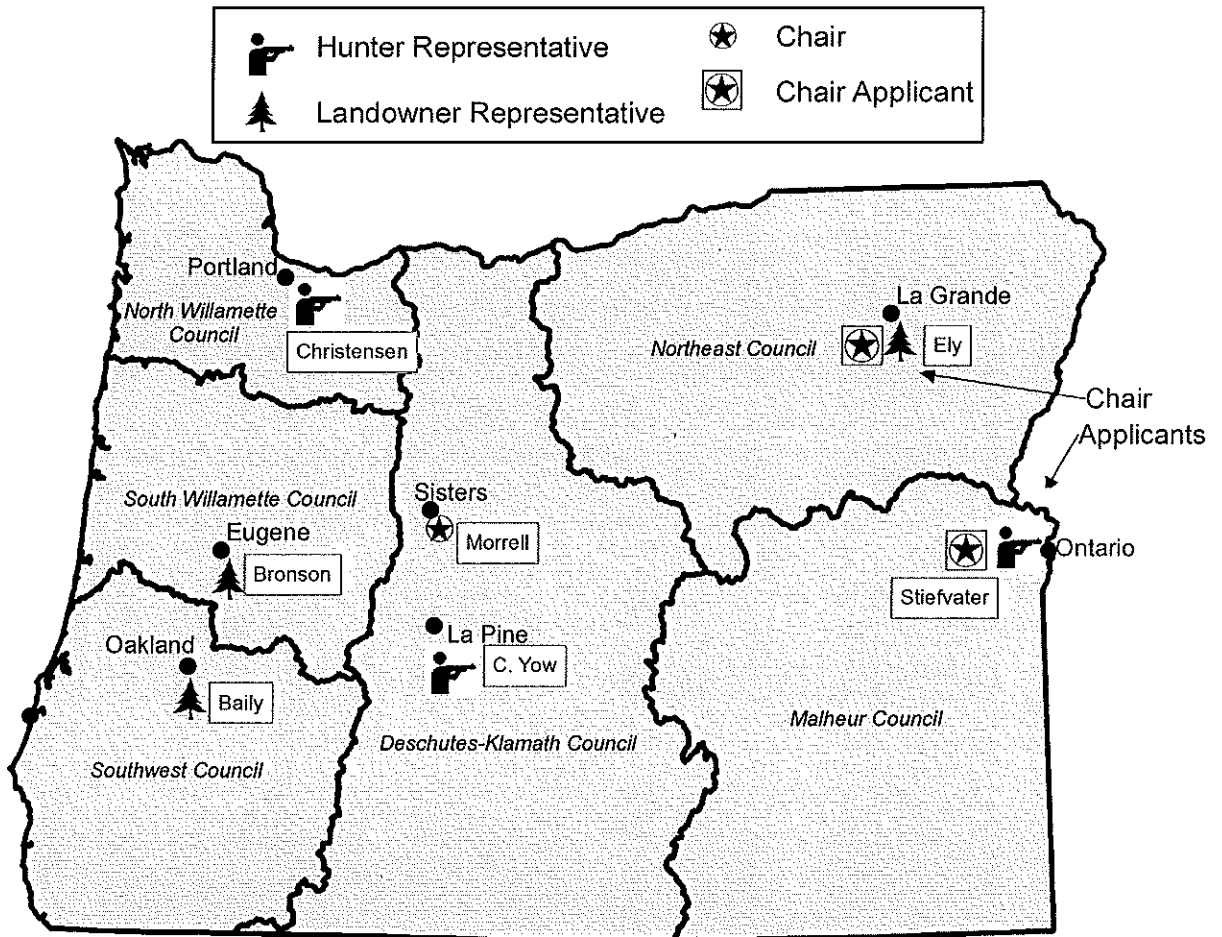 Hunter Representative
Chair
Landowner Representative
Chair Applicant
Portland
North Willamette
Council
Christensen
La Grande
Northeast Council
Ely
Chair
Applicants
South Willamette Council
Eugene
Bronson
Sisters
Morrell
Ontario
Stiefvater
Oakland
Baily
La Pine
C. Yow
Malheur Council
Deschutes-Klamath Council
Southwest Council